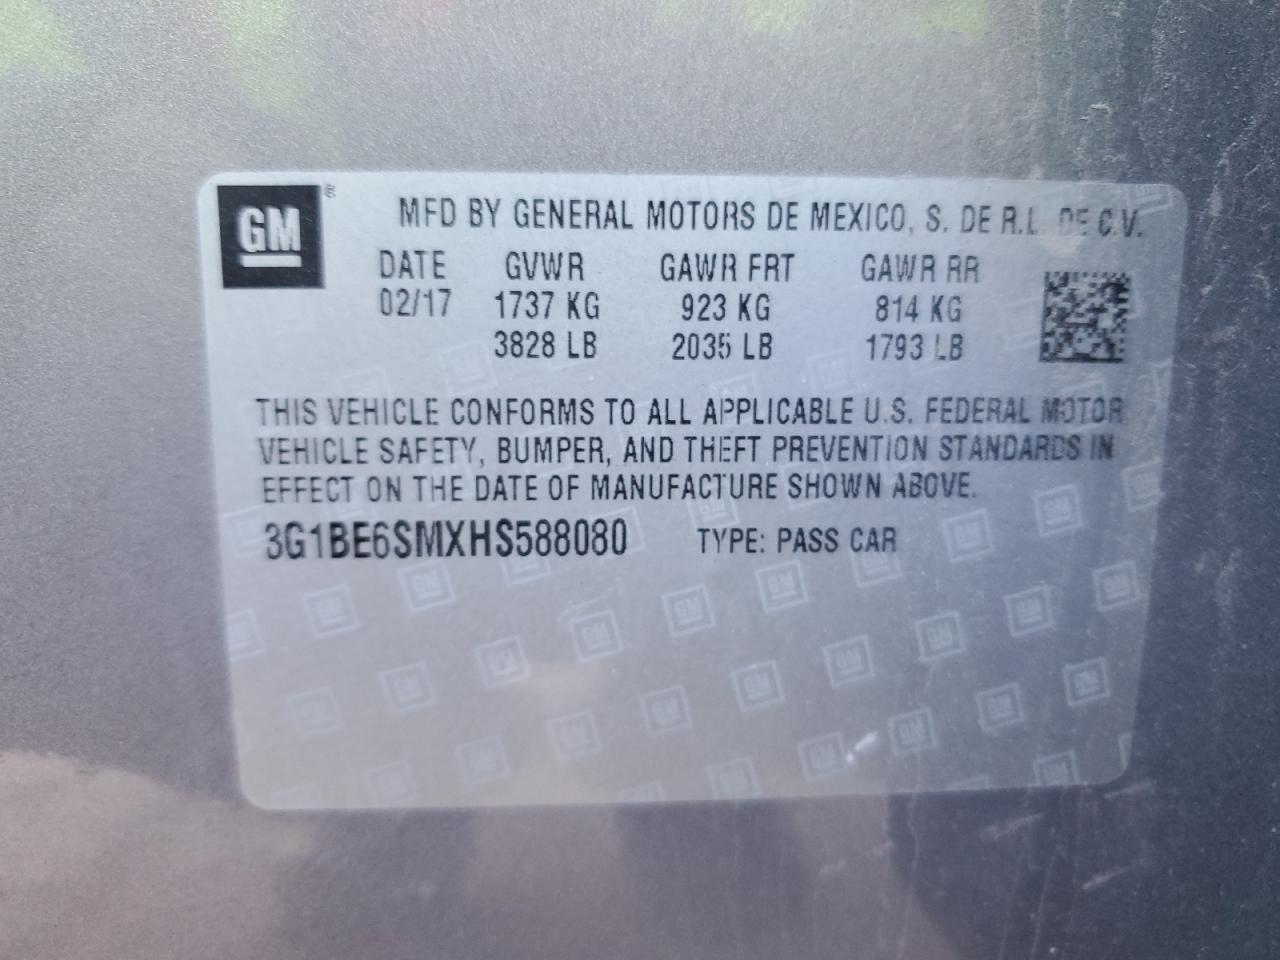 GM®
MFD BY GENERAL MOTORS DE MEXICO, S. DE R.L. DE C.V.
DATE GVWR GAWR FRT GAWR RR
02/17 1737 KG 923 KG 814 KG
3828 LB 2035 LB 1793 LB
THIS VEHICLE CONFORMS TO ALL APPLICABLE U.S. FEDERAL MOTOR
VEHICLE SAFETY, BUMPER, AND THEFT PREVENTION STANDARDS IN
EFFECT ON THE DATE OF MANUFACTURE SHOWN ABOVE.
3G1BE6SMXHS588080 TYPE: PASS CAR